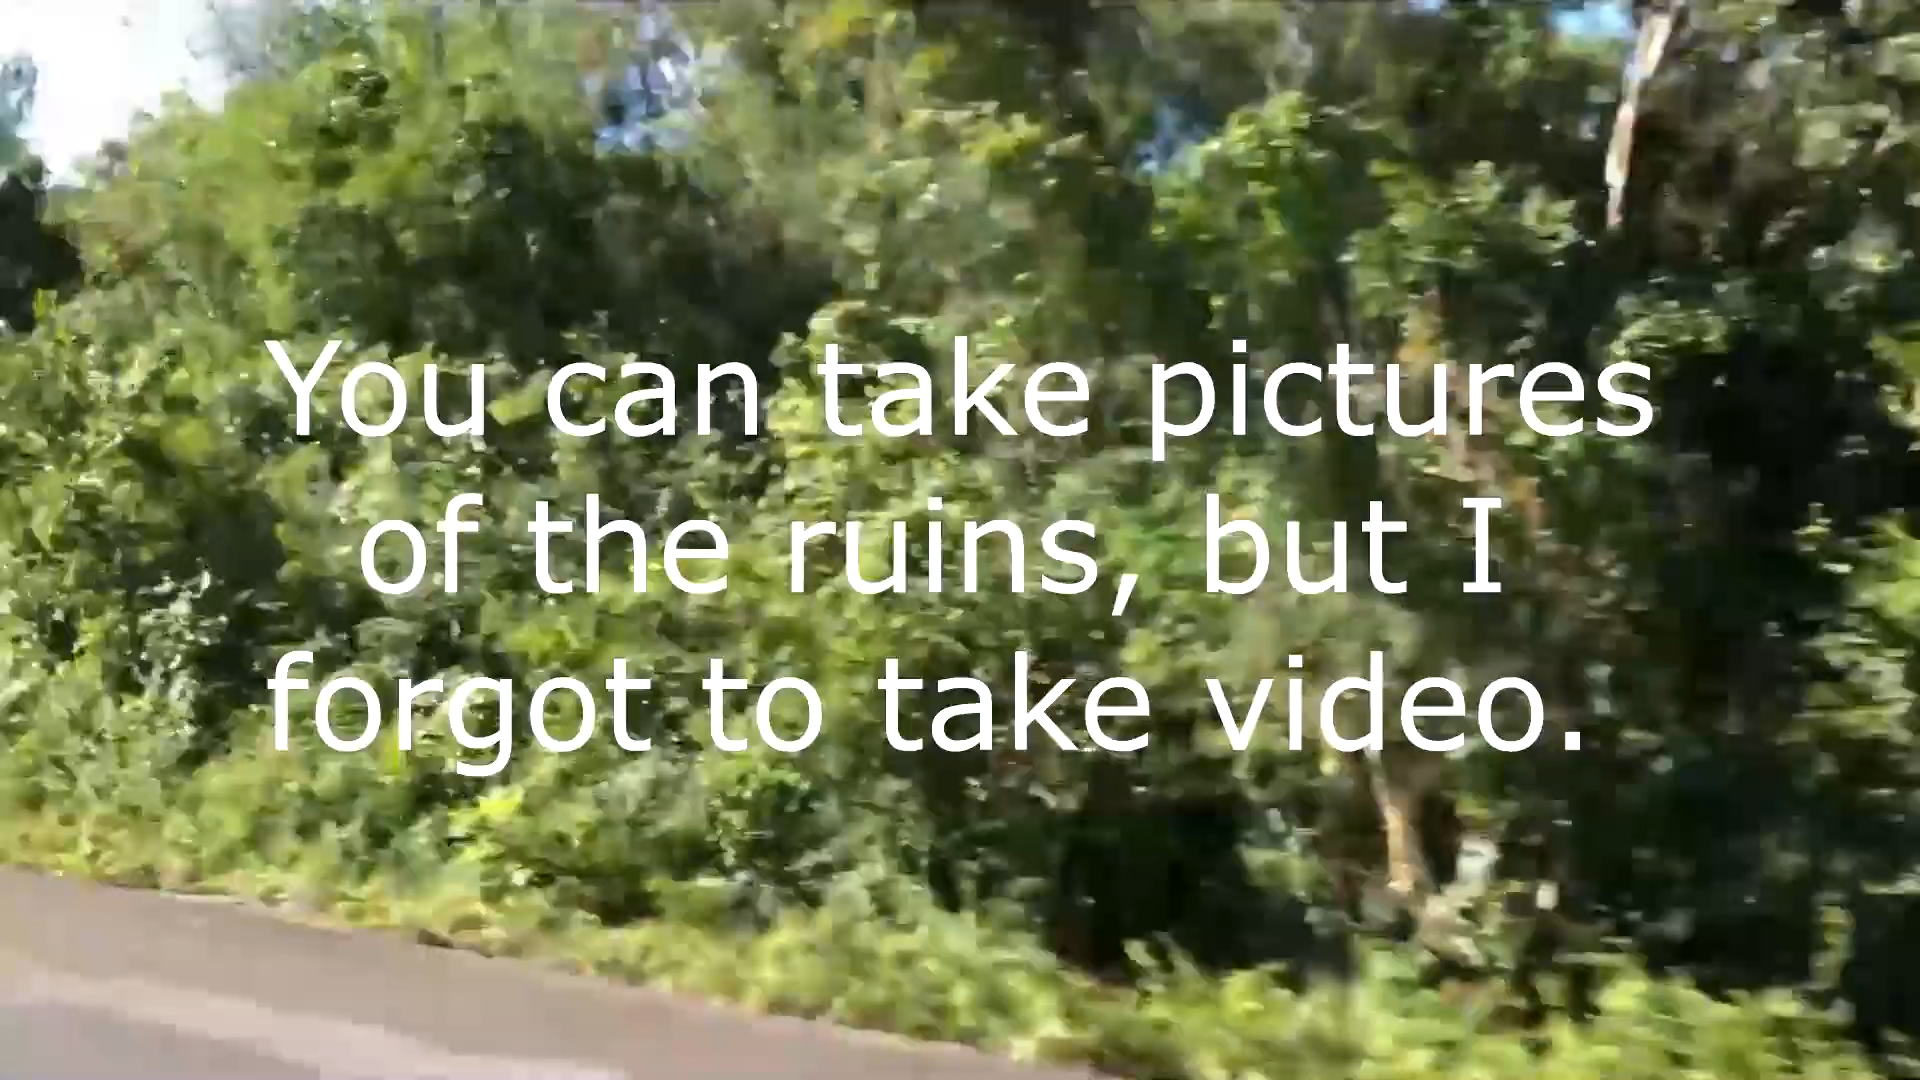 You can take pictures
of the ruins, but I
forgot to take video.